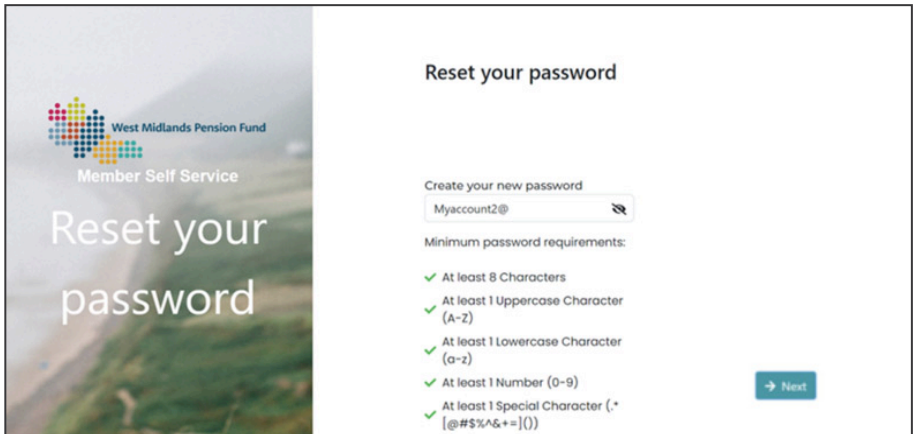 West Midlands Pension Fund
Member Self Service
Reset your
password
Reset your password
Create your new password
Myaccount2@
Minimum password requirements:
At least 8 Characters
At least 1 Uppercase Character
(A-Z)
At least 1 Lowercase Character
(a-z)
At least 1 Number (0-9)
At least 1 Special Character (.*
[@#$%^&+=]())
Next